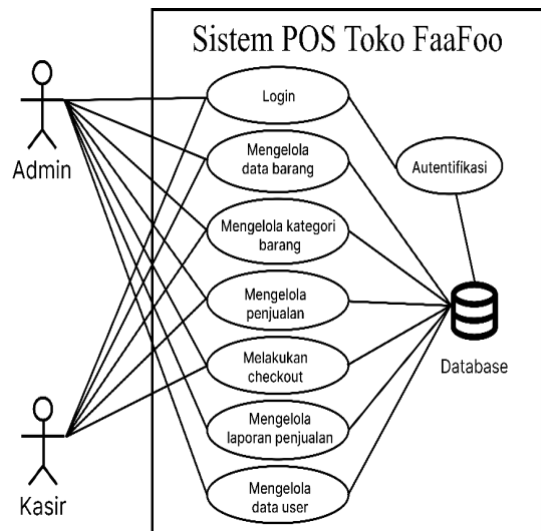 Sistem POS Toko FaaFoo
Login
Admin
Mengelola
data barang
Autentifikasi
Mengelola kategori
barang
Mengelola
penjualan
Melakukan
checkout
Database
Mengelola
laporan penjualan
Kasir
Mengelola
data user